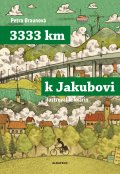 Petra Braunová
3333 km
k Jakubovi
ALBATROS